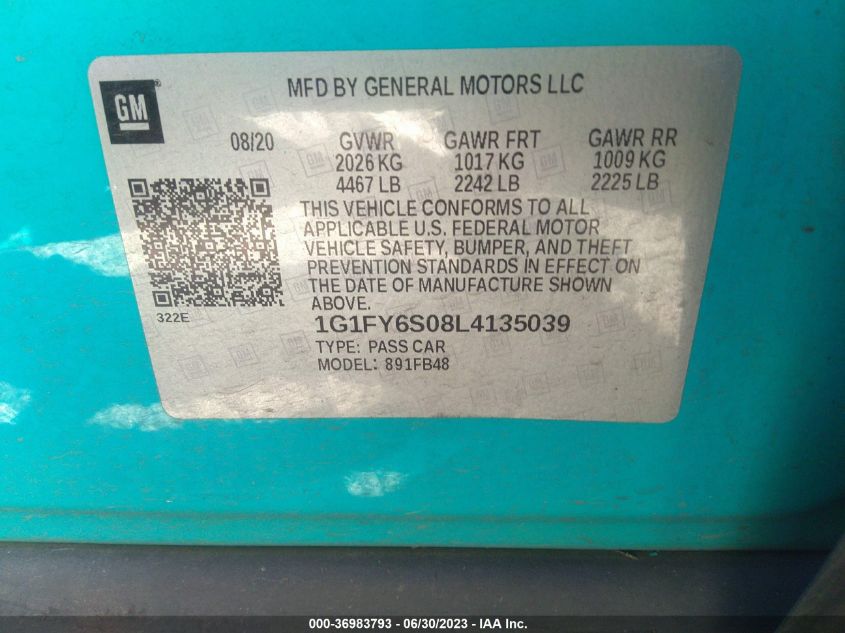 GM®
MFD BY GENERAL MOTORS LLC
08/20 GVWR GAWR FRT GAWR RR
2026 KG 1017 KG 1009 KG
4467 LB 2242 LB 2225 LB
THIS VEHICLE CONFORMS TO ALL
APPLICABLE U.S. FEDERAL MOTOR
VEHICLE SAFETY, BUMPER, AND THEFT
PREVENTION STANDARDS IN EFFECT ON
THE DATE OF MANUFACTURE SHOWN
ABOVE.
322E
1G1FY6S08L4135039
TYPE: PASS CAR
MODEL: 891FB48
000-36983793 - 06/30/2023 - IAA Inc.